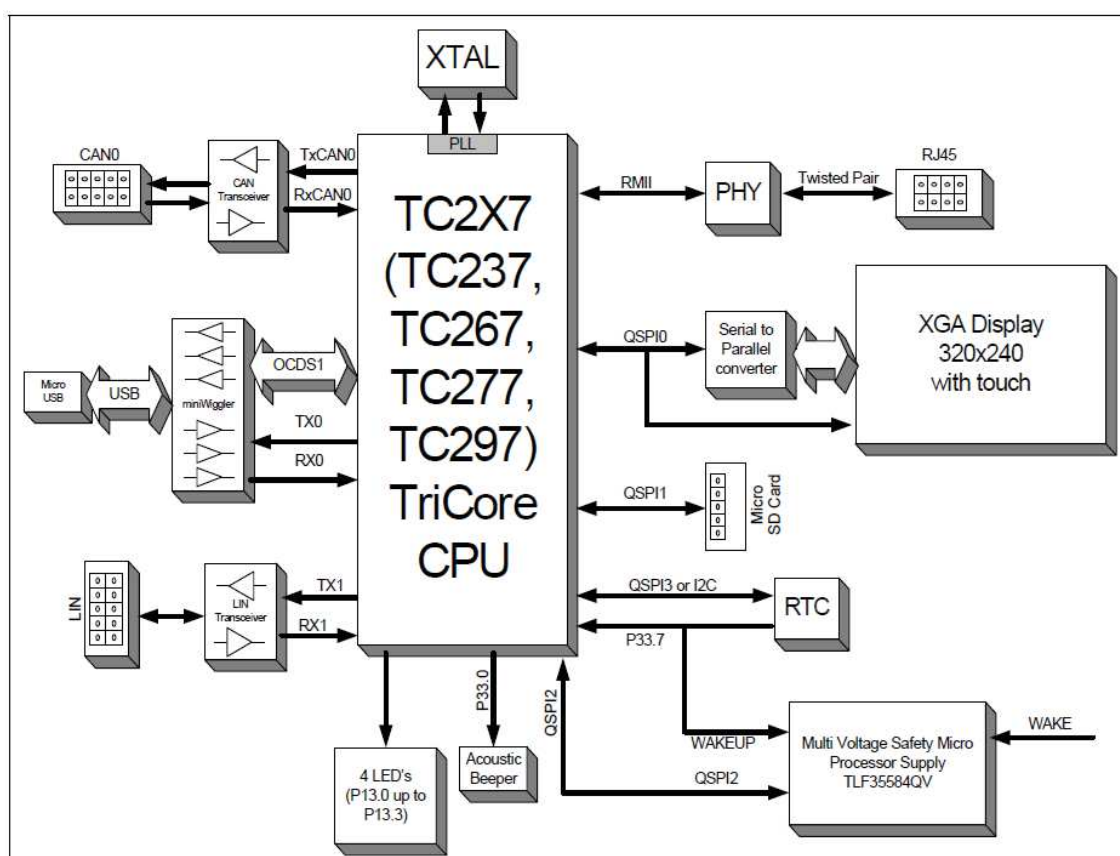 XTAL
PLL
CAN0
CAN
Transceiver
TxCAN0
RxCAN0
TC2X7
(TC237,
TC267,
TC277,
TC297)
TriCore
CPU
RMII
PHY
Twisted Pair
RJ45
QSPI0
Serial to
Parallel
converter
XGA Display
320x240
with touch
Micro
USB
USB
miniWiggler
OCDS1
TX0
RX0
QSPI1
Micro
SD Card
LIN
LIN
Transceiver
TX1
RX1
QSPI3 or I2C
RTC
P33.7
P33.0
QSPI2
WAKEUP
QSPI2
Multi Voltage Safety Micro
Processor Supply
TLF35584QV
WAKE
4 LED's
(P13.0 up to
P13.3)
Acoustic
Beeper